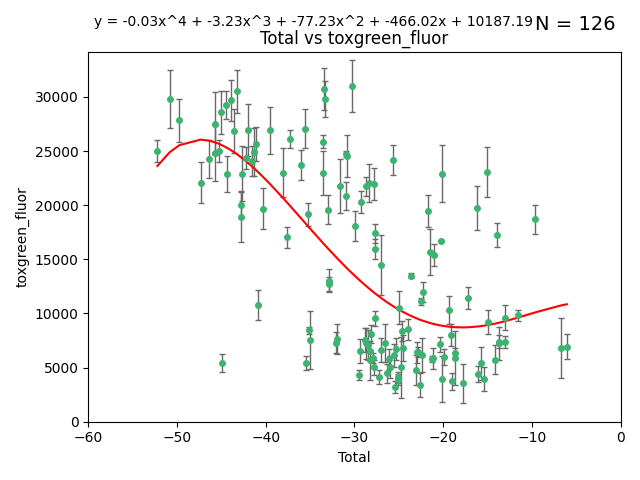 y = -0.03x^4 + -3.23x^3 + -77.23x^2 + -466.02x + 10187.19 N = 126
Total vs toxgreen_fluor
30000
25000
20000
15000
10000
5000
0
toxgreen_fluor
−60 −50 −40 −30 −20 −10 0
Total